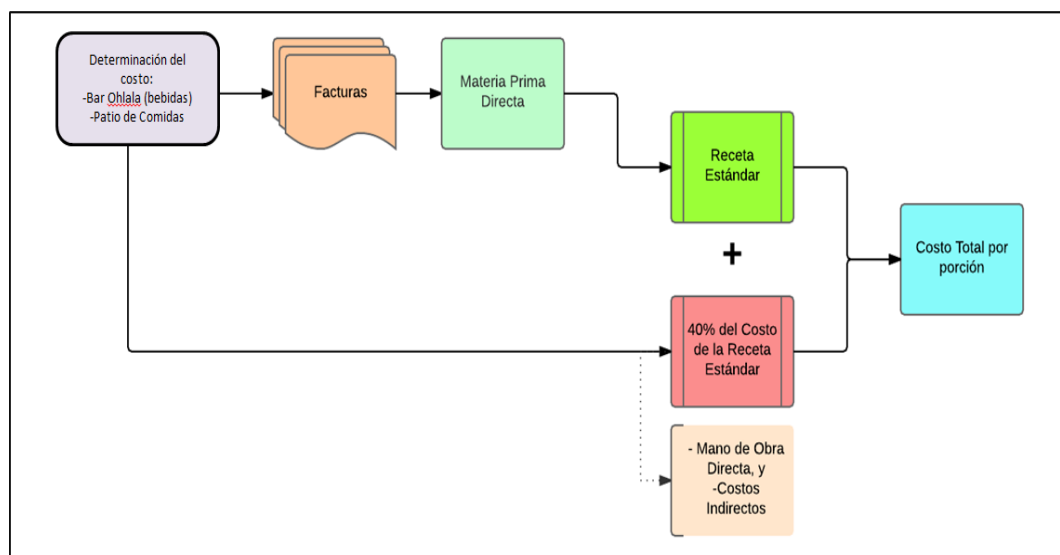 Determinación del
costo:
-Bar Ohlala (bebidas)
-Patio de Comidas
Facturas
Materia Prima
Directa
Receta
Estándar
+
40% del Costo
de la Receta
Estándar
Costo Total por
porción
- Mano de Obra
Directa, y
-Costos
Indirectos